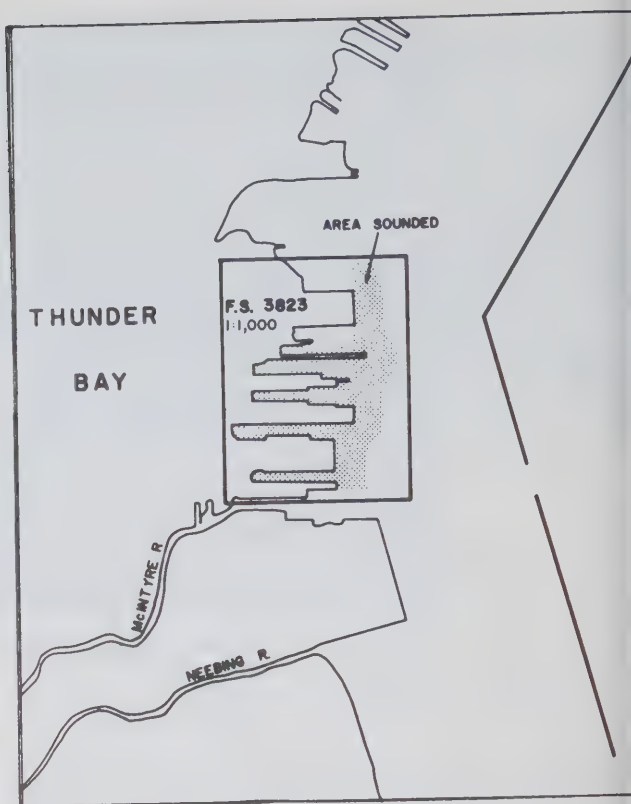 AREA SOUNDED
F.S. 3823
1:1,000
THUNDER
BAY
McINTYRE R.
NEEBING R.